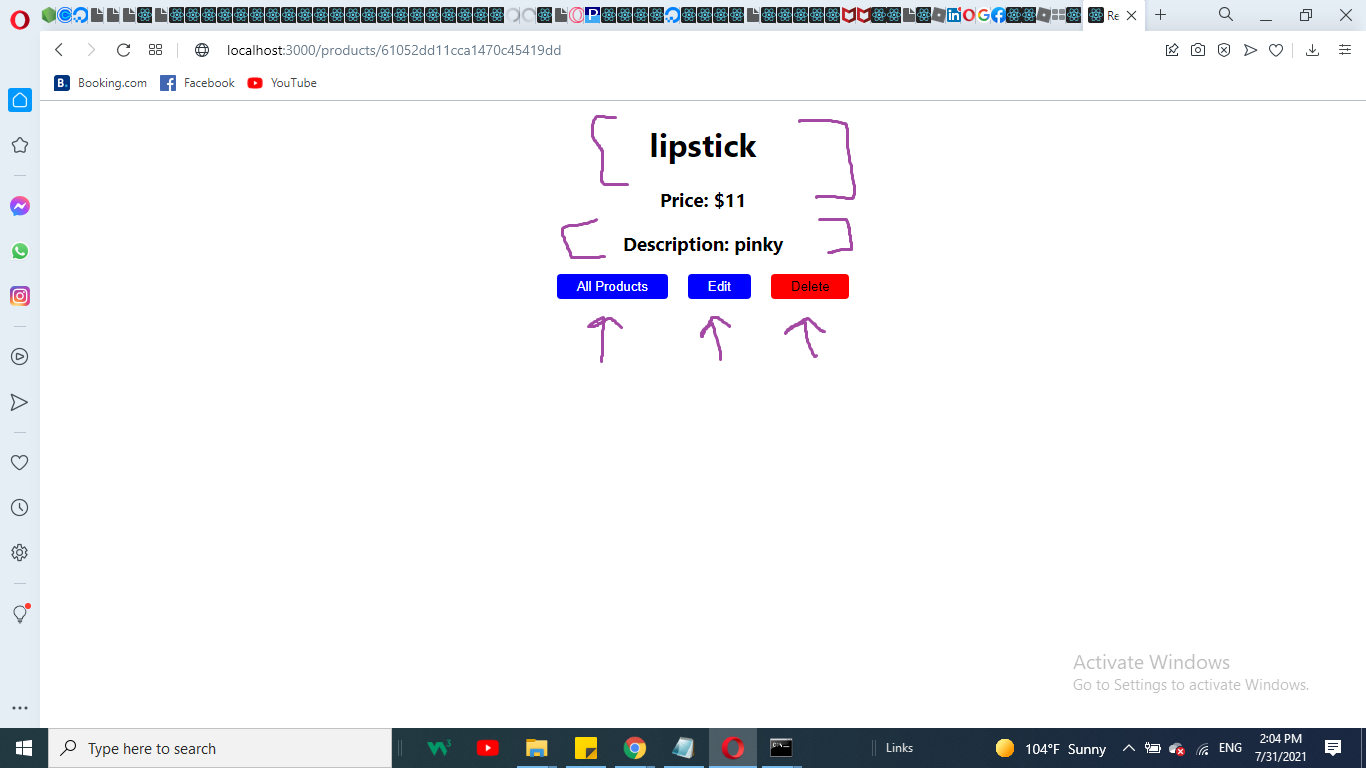 Re
localhost:3000/products/61052dd11cca1470c45419dd
B. Booking.com Facebook YouTube
lipstick
Price: $11
Description: pinky
All Products Edit Delete
Activate Windows
Go to Settings to activate Windows.
Type here to search
Links
104°F Sunny
ENG
2:04 PM
7/31/2021